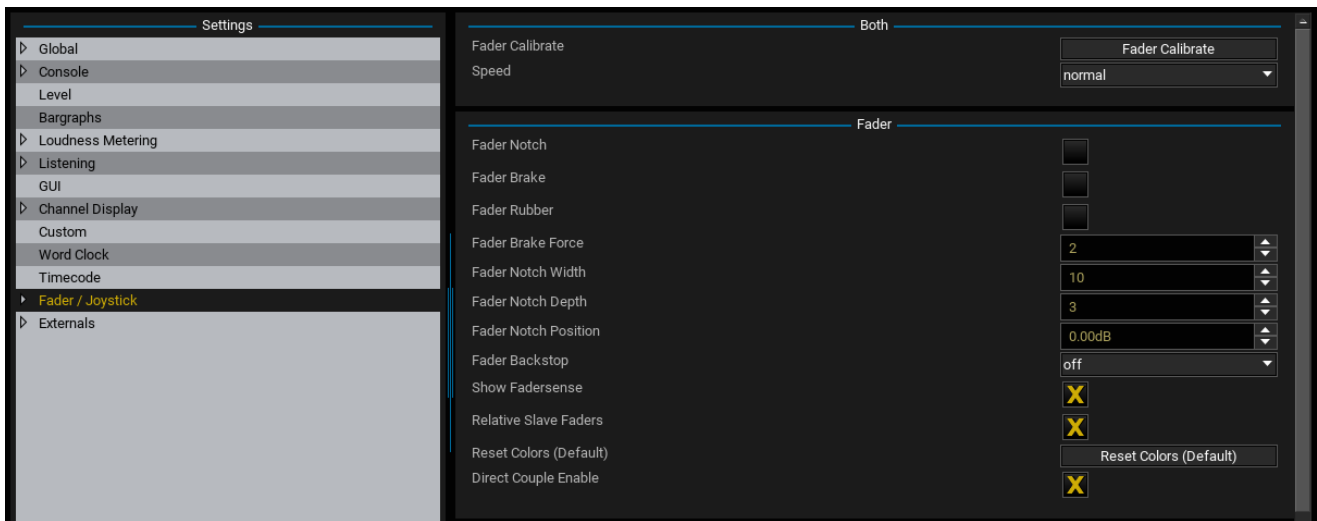 Settings
Global
Console
Level
Bargraphs
Loudness Metering
Listening
GUI
Channel Display
Custom
Word Clock
Timecode
Fader / Joystick
Externals
Both
Fader Calibrate Fader Calibrate
Speed normal
Fader
Fader Notch
Fader Brake
Fader Rubber
Fader Brake Force 2
Fader Notch Width 10
Fader Notch Depth 3
Fader Notch Position 0.00dB
Fader Backstop off
Show Fadersense X
Relative Slave Faders X
Reset Colors (Default) Reset Colors (Default)
Direct Couple Enable X